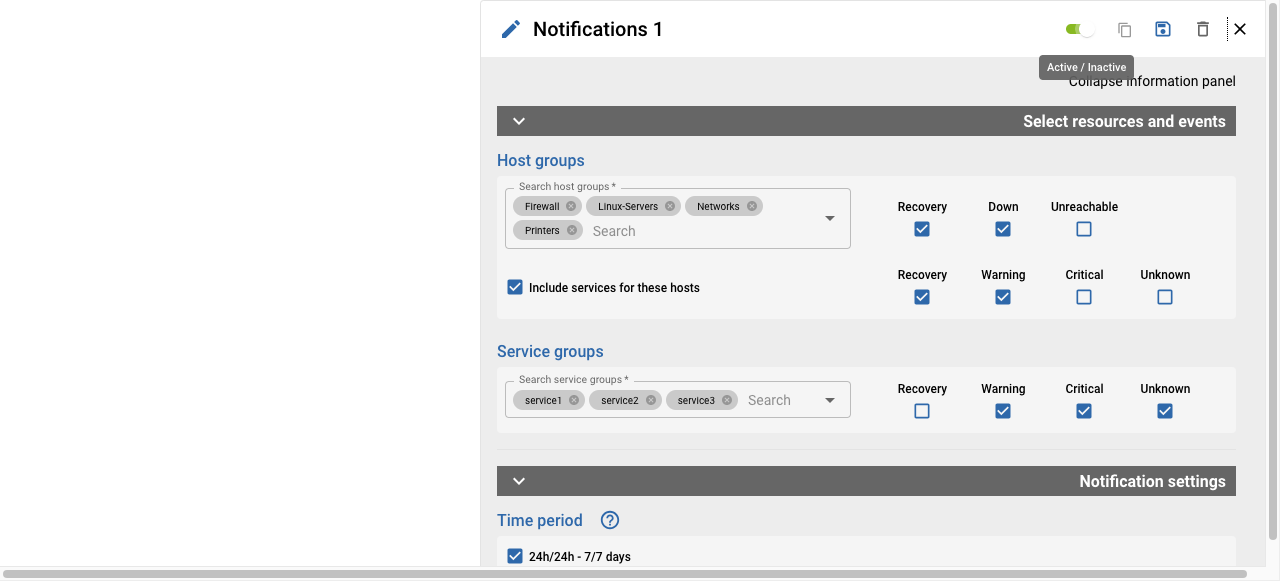 Notifications 1
Active / Inactive
Collapse information panel
Select resources and events
Host groups
Search host groups *
Firewall Linux-Servers Networks
Printers Search
Recovery Down Unreachable
Include services for these hosts
Recovery Warning Critical Unknown
Service groups
Search service groups *
service1 service2 service3 Search
Recovery Warning Critical Unknown
Notification settings
Time period ?
24h/24h - 7/7 days